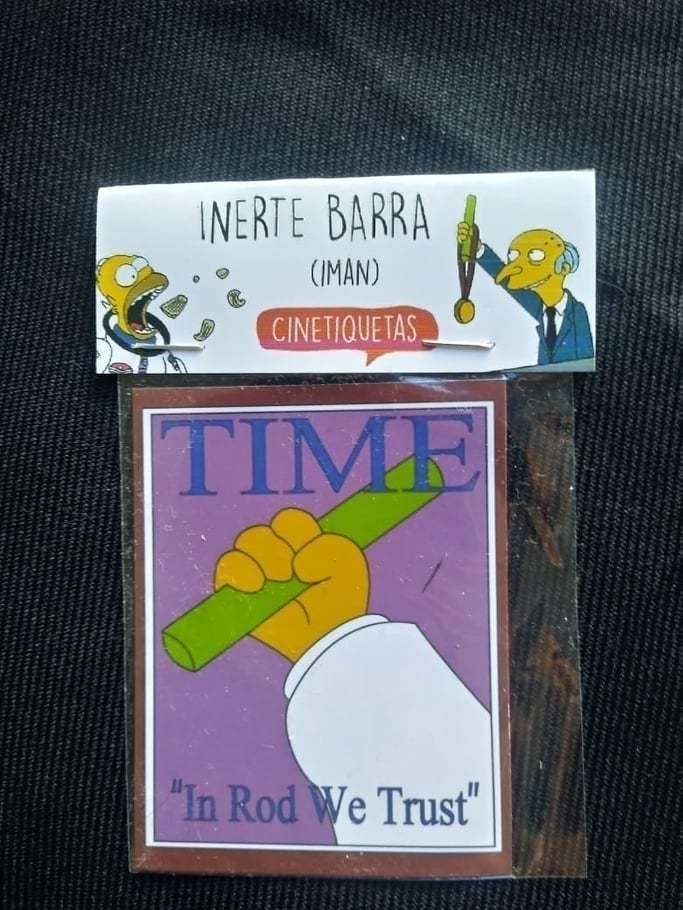 INERTE BARRA
(IMAN)
CINETIQUETAS
TIME
"In Rod We Trust"